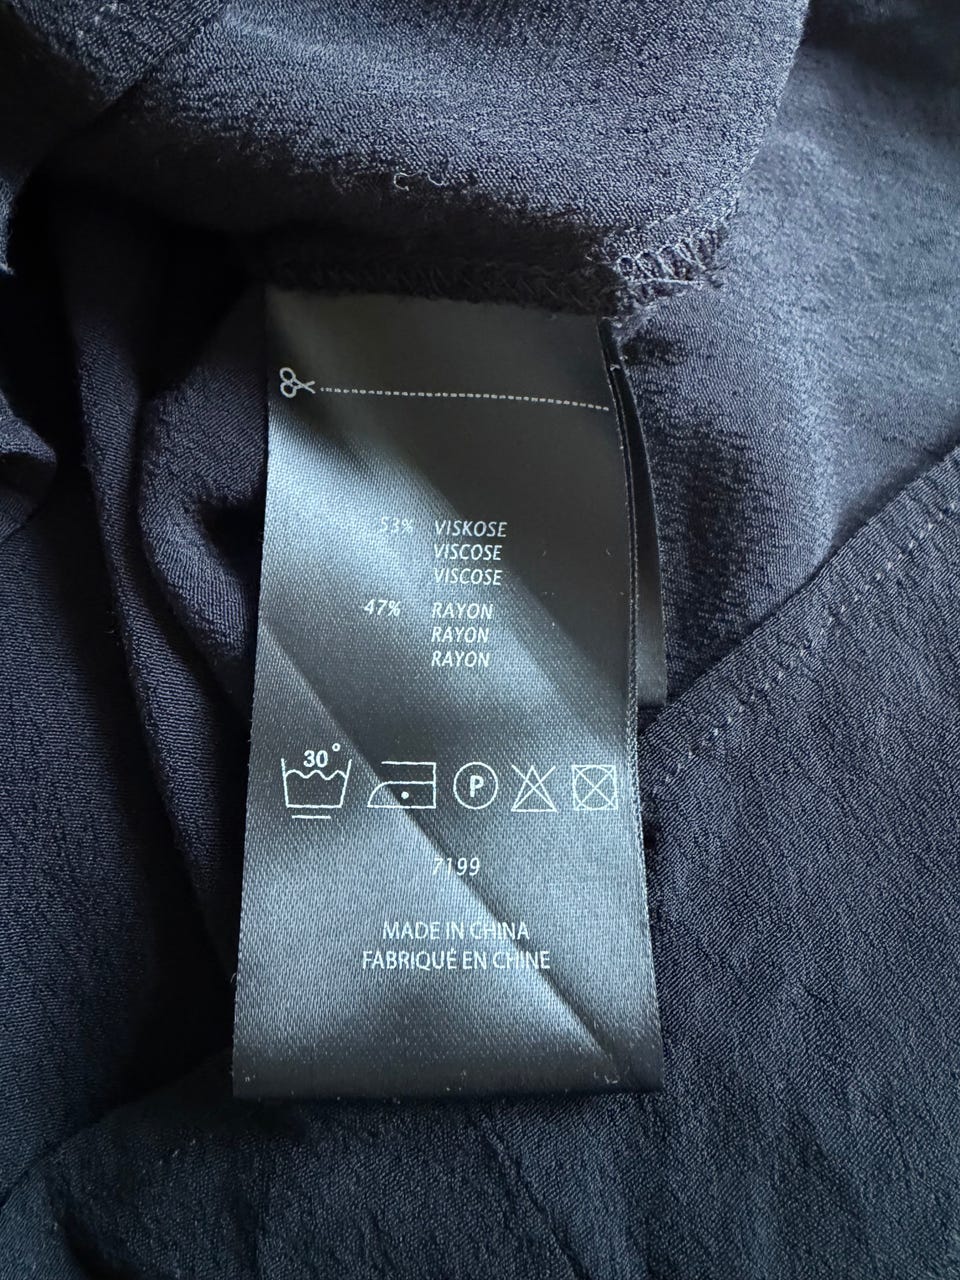 53% VISKOSE
VISCOSE
VISCOSE
47% RAYON
RAYON
RAYON
30°
P
7199
MADE IN CHINA
FABRIQUÉ EN CHINE